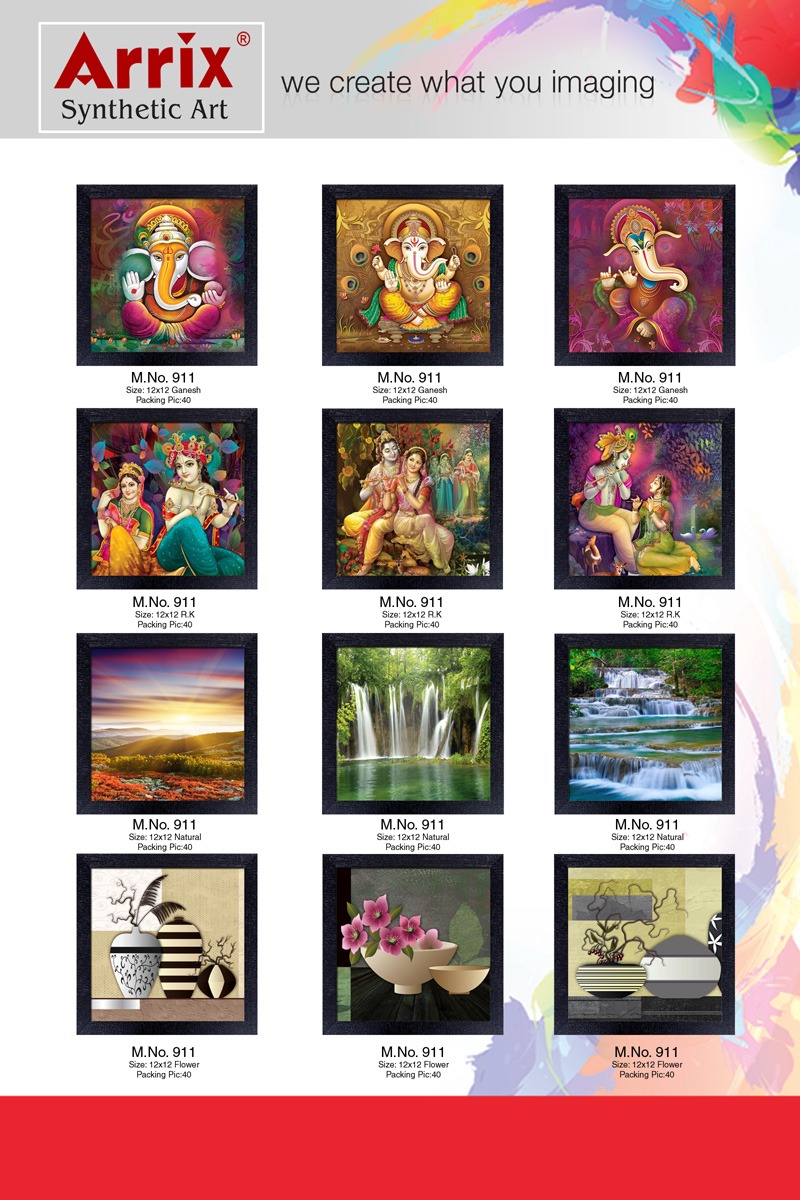 Arrix®
Synthetic Art
we create what you imaging
M.No. 911
Size: 12x12 Ganesh
Packing Pic:40
M.No. 911
Size: 12x12 Ganesh
Packing Pic:40
M.No. 911
Size: 12x12 Ganesh
Packing Pic:40
M.No. 911
Size: 12x12 R.K
Packing Pic:40
M.No. 911
Size: 12x12 R.K
Packing Pic:40
M.No. 911
Size: 12x12 R.K
Packing Pic:40
M.No. 911
Size: 12x12 Natural
Packing Pic:40
M.No. 911
Size: 12x12 Natural
Packing Pic:40
M.No. 911
Size: 12x12 Natural
Packing Pic:40
M.No. 911
Size: 12x12 Flower
Packing Pic:40
M.No. 911
Size: 12x12 Flower
Packing Pic:40
M.No. 911
Size: 12x12 Flower
Packing Pic:40